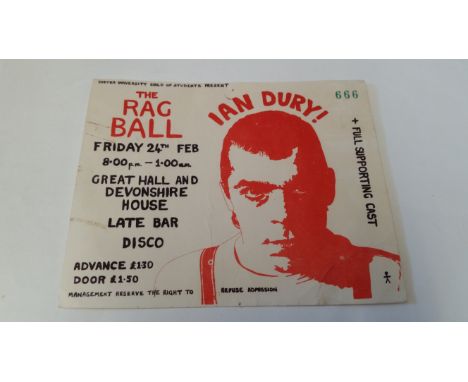 EXETER UNIVERSITY GUILD OF STUDENTS PRESENT
THE
RAG
BALL
FRIDAY 24TH FEB
8·00p.m. — 1·00am.
GREAT HALL AND
DEVONSHIRE
HOUSE
LATE BAR
DISCO
ADVANCE £1·30
DOOR £1·50
MANAGEMENT RESERVE THE RIGHT TO REFUSE ADMISSION
IAN DURY!
666
+ FULL SUPPORTING CAST